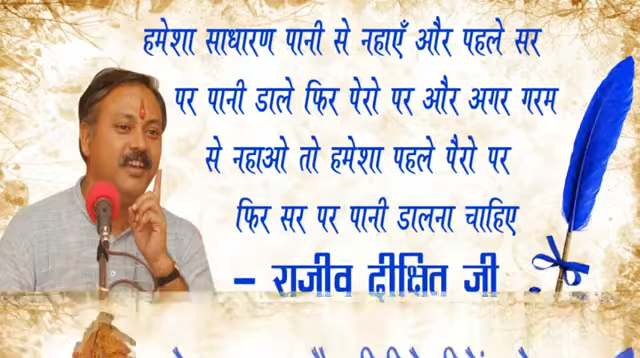 हमेशा साधारण पानी से नहाएँ और पहले सर
पर पानी डाले फिर पेरो पर और अगर गरम
से नहाओ तो हमेशा पहले पैरो पर
फिर सर पर पानी डालना चाहिए
– राजीव दीक्षित जी